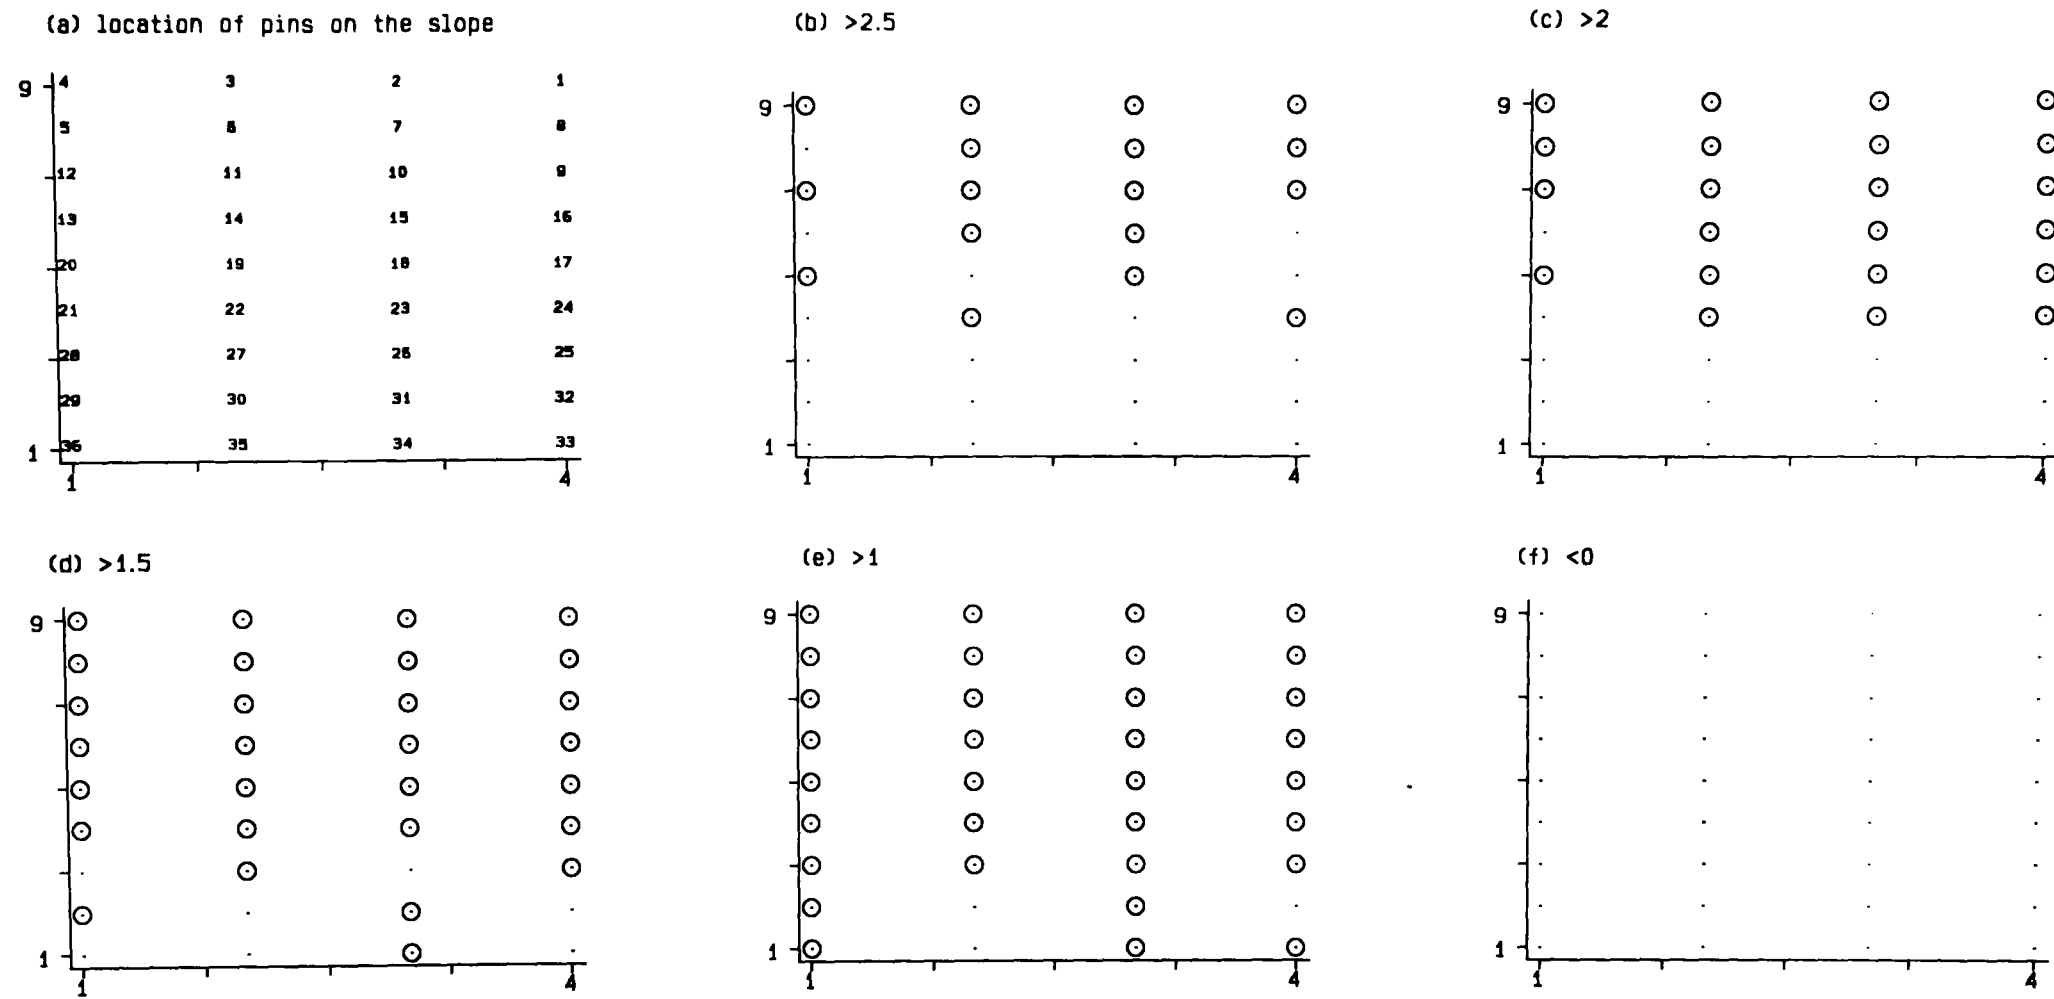 (a) location of pins on the slope
(b) >2.5
(c) >2
9 4 3 2 1
5 6 7 8
12 11 10 9
13 14 15 16
20 19 18 17
21 22 23 24
28 27 26 25
29 30 31 32
1 36 35 34 33
1 4
9
1
1 4
9
1
1 4
(d) >1.5
(e) >1
(f) <0
9
1
1 4
9
1
1 4
9
1
1 4